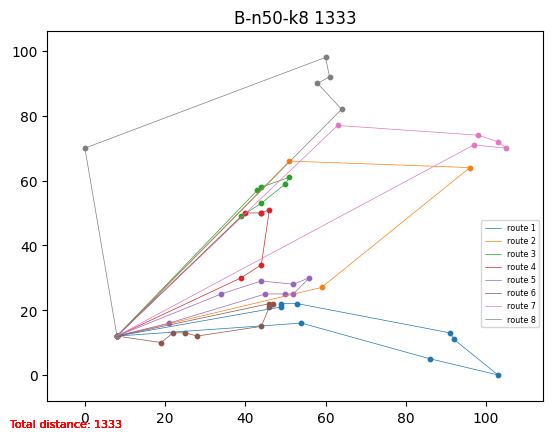 B-n50-k8 1333
100
80
60
40
20
0
0 20 40 60 80 100
route 1
route 2
route 3
route 4
route 5
route 6
route 7
route 8
Total distance: 1333